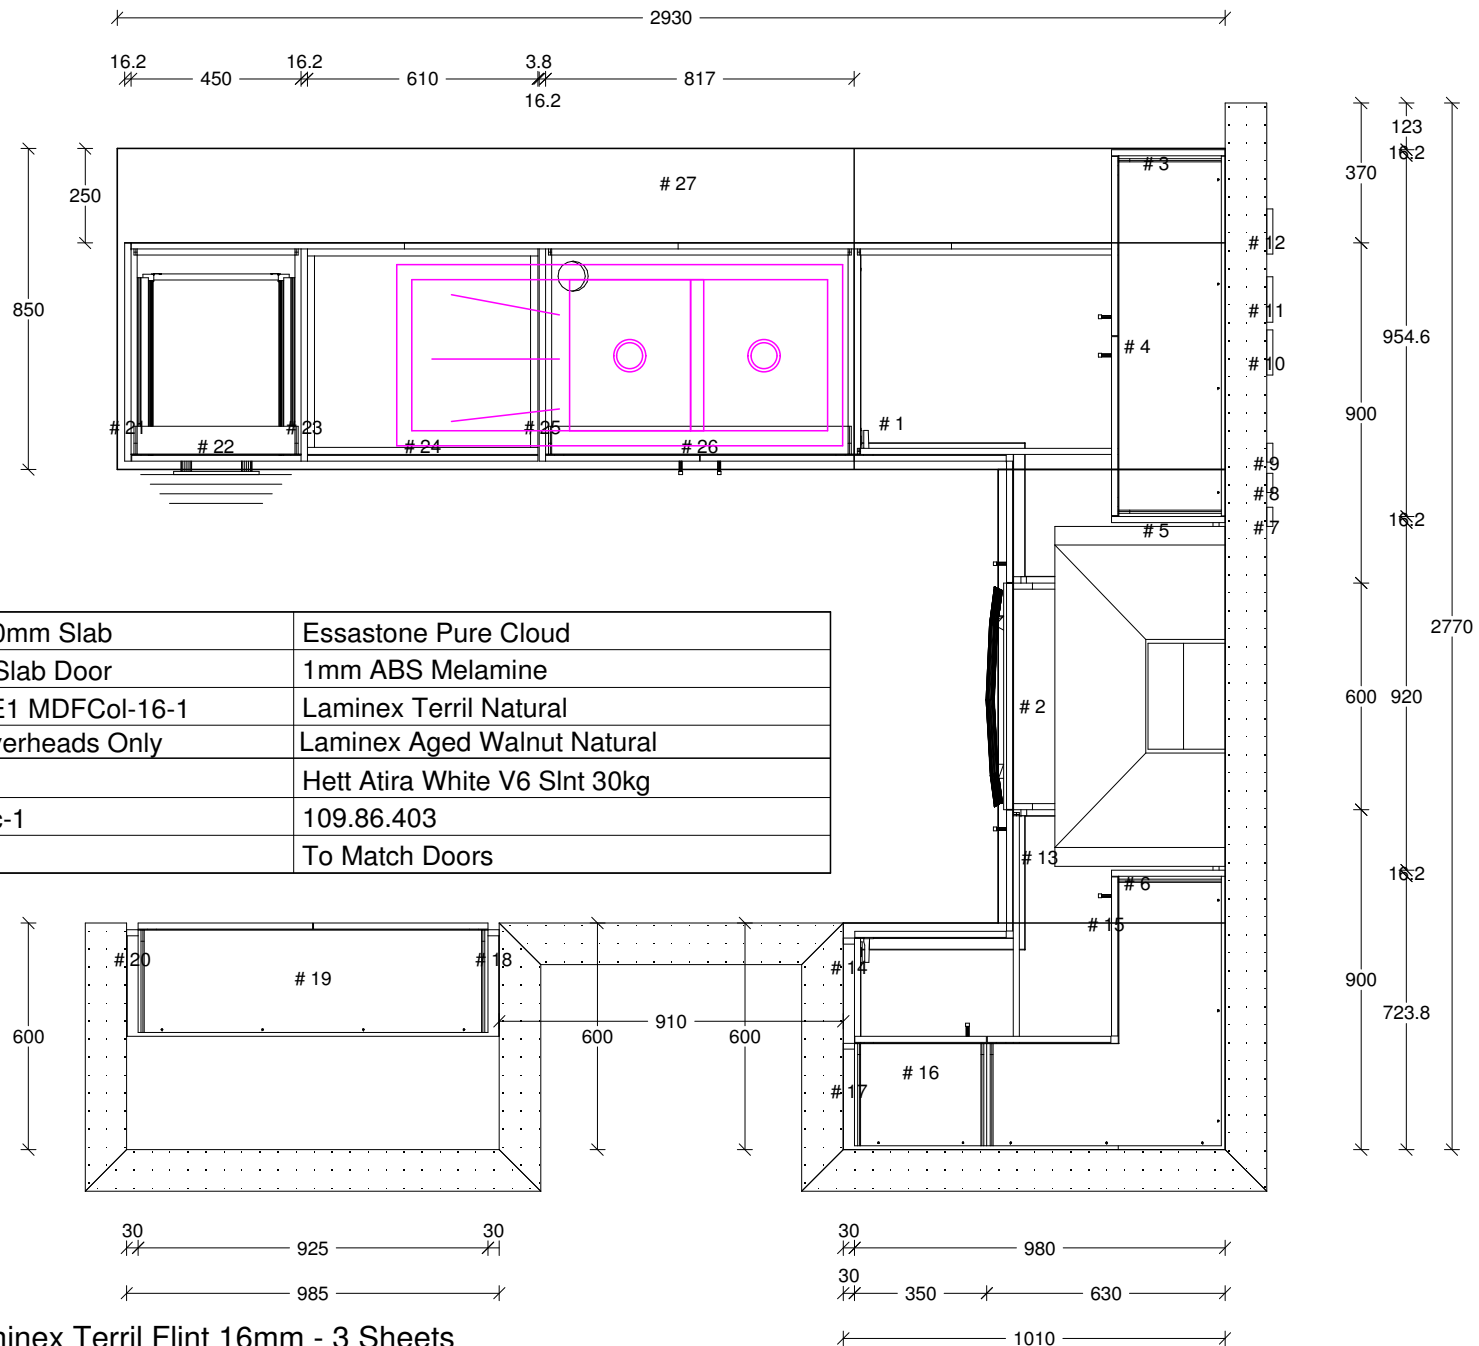 2930
16.2 16.2 3.8
450 610 817
16.2
123
16.2
370
250
# 27
# 3
# 12
850
# 11
# 4
954.6
# 10
900
# 1
# 21 # 23 # 25
# 22 # 24 # 26
# 9
# 8
# 7
16.2
# 5
2770
0mm Slab Essastone Pure Cloud
Slab Door 1mm ABS Melamine
E1 MDFCol-16-1 Laminex Terril Natural
verheads Only Laminex Aged Walnut Natural
Hett Atira White V6 Slnt 30kg
c-1 109.86.403
To Match Doors
# 2
600 920
# 13
16.2
# 6
# 15
# 20 # 18 # 14
# 19
900
910
723.8
600 600 600
# 16
# 17
30 30 30
925 980
30
985 350 630
1010
minex Terril Flint 16mm - 3 Sheets